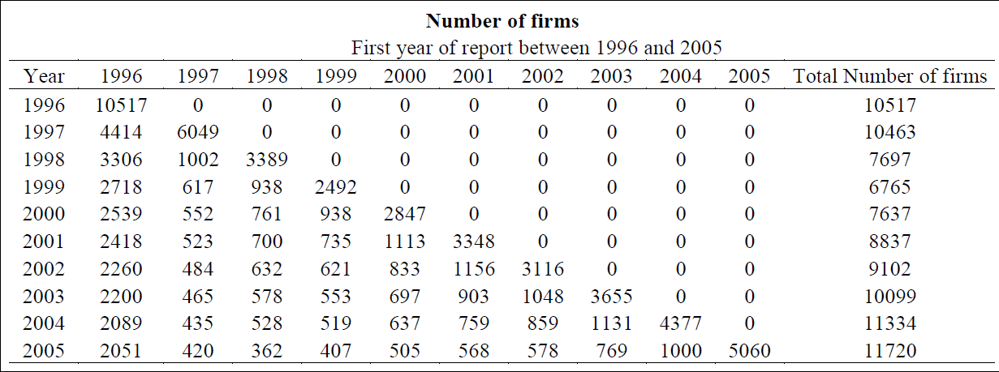 Number of firms
First year of report between 1996 and 2005
Year 1996 1997 1998 1999 2000 2001 2002 2003 2004 2005 Total Number of firms
1996 10517 0 0 0 0 0 0 0 0 0 10517
1997 4414 6049 0 0 0 0 0 0 0 0 10463
1998 3306 1002 3389 0 0 0 0 0 0 0 7697
1999 2718 617 938 2492 0 0 0 0 0 0 6765
2000 2539 552 761 938 2847 0 0 0 0 0 7637
2001 2418 523 700 735 1113 3348 0 0 0 0 8837
2002 2260 484 632 621 833 1156 3116 0 0 0 9102
2003 2200 465 578 553 697 903 1048 3655 0 0 10099
2004 2089 435 528 519 637 759 859 1131 4377 0 11334
2005 2051 420 362 407 505 568 578 769 1000 5060 11720